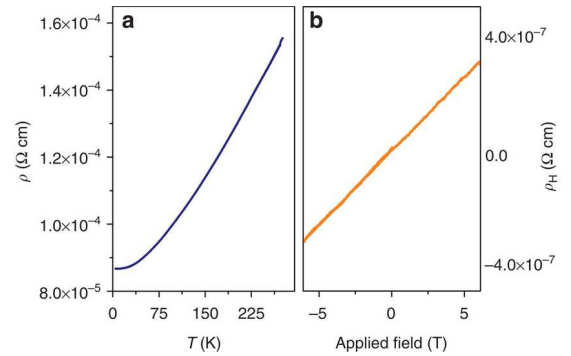 a
b
1.6×10⁻⁴
1.4×10⁻⁴
1.2×10⁻⁴
1.0×10⁻⁴
8.0×10⁻⁵
ρ (Ω cm)
0 75 150 225
T (K)
4.0×10⁻⁷
0.0
−4.0×10⁻⁷
ρH (Ω cm)
−5 0 5
Applied field (T)